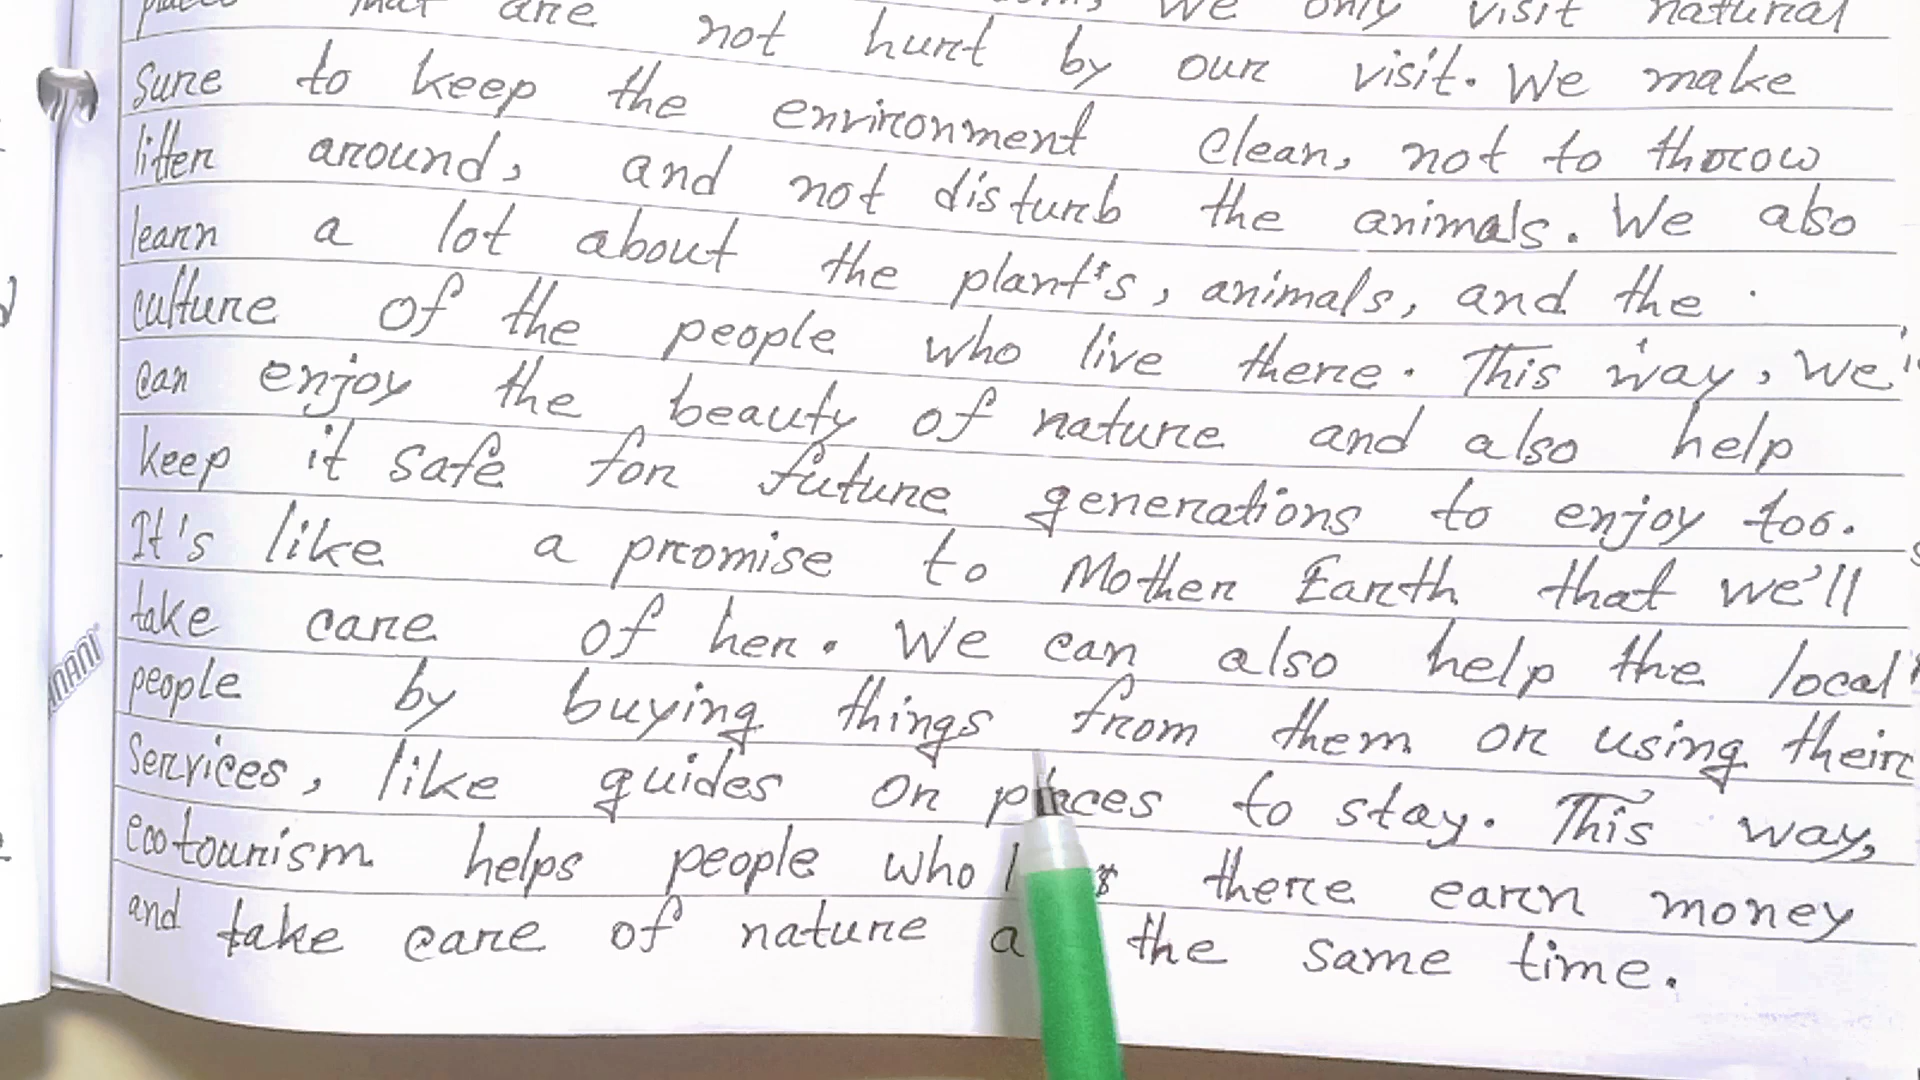 places that are We only visit natural
not hurt by our visit. We make
sure to keep the environment clean, not to throw
litter around, and not disturb the animals. We also
learn a lot about the plant's, animals, and the
culture of the people who live there. This way, we
can enjoy the beauty of nature and also help
keep it safe for future generations to enjoy too.
It's like a promise to Mother Earth that we'll
take care of her. We can also help the local
people by buying things from them or using their
services, like guides or places to stay. This way,
ecotourism helps people who there earn money
and take care of nature the same time.